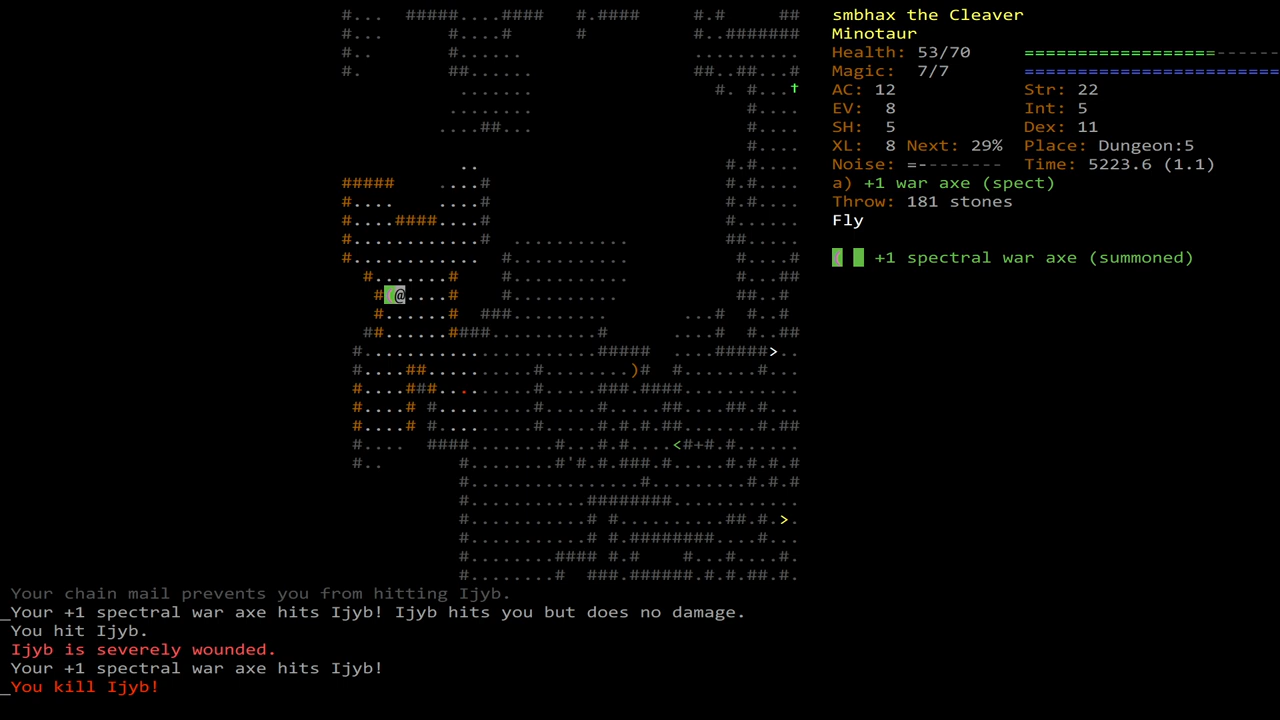 smbhax the Cleaver
Minotaur
Health: 53/70
Magic: 7/7
AC: 12 Str: 22
EV: 8 Int: 5
SH: 5 Dex: 11
XL: 8 Next: 29% Place: Dungeon:5
Noise: =-------- Time: 5223.6 (1.1)
a) +1 war axe (spect)
Throw: 181 stones
Fly
+1 spectral war axe (summoned)
Your chain mail prevents you from hitting Ijyb.
_Your +1 spectral war axe hits Ijyb! Ijyb hits you but does no damage.
You hit Ijyb.
Ijyb is severely wounded.
Your +1 spectral war axe hits Ijyb!
_You kill Ijyb!